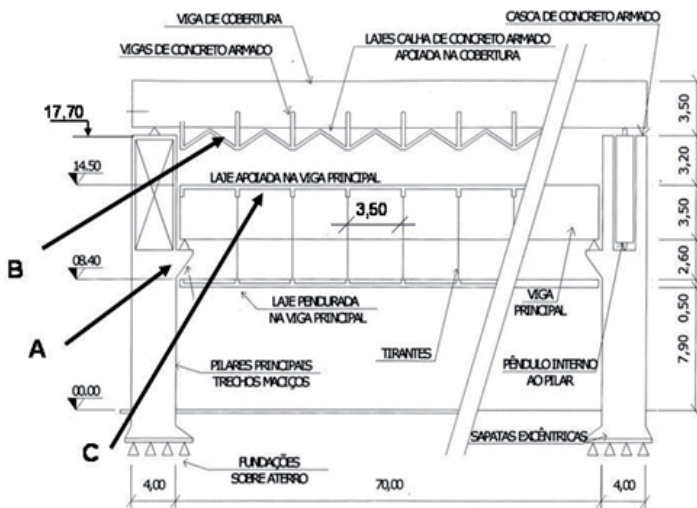 VIGA DE COBERTURA
CASCA DE CONCRETO ARMADO
VIGAS DE CONCRETO ARMADO
LAJES CALHA DE CONCRETO ARMADO
APOIADA NA COBERTURA
17,70
3,50
3,20
14.50
LAJE APOIADA NA VIGA PRINCIPAL
3,50
3,50
B
08.40
2,60
LAJE PENDURADA
NA VIGA PRINCIPAL
VIGA
PRINCIPAL
0,50
A
TIRANTES
PILARES PRINCIPAIS
TRECHOS MACIÇOS
PÊNDULO INTERNO
AO PILAR
7,90
00.00
C
SAPATAS EXCÊNTRICAS
FUNDAÇÕES
SOBRE ATERRO
4,00
70,00
4,00